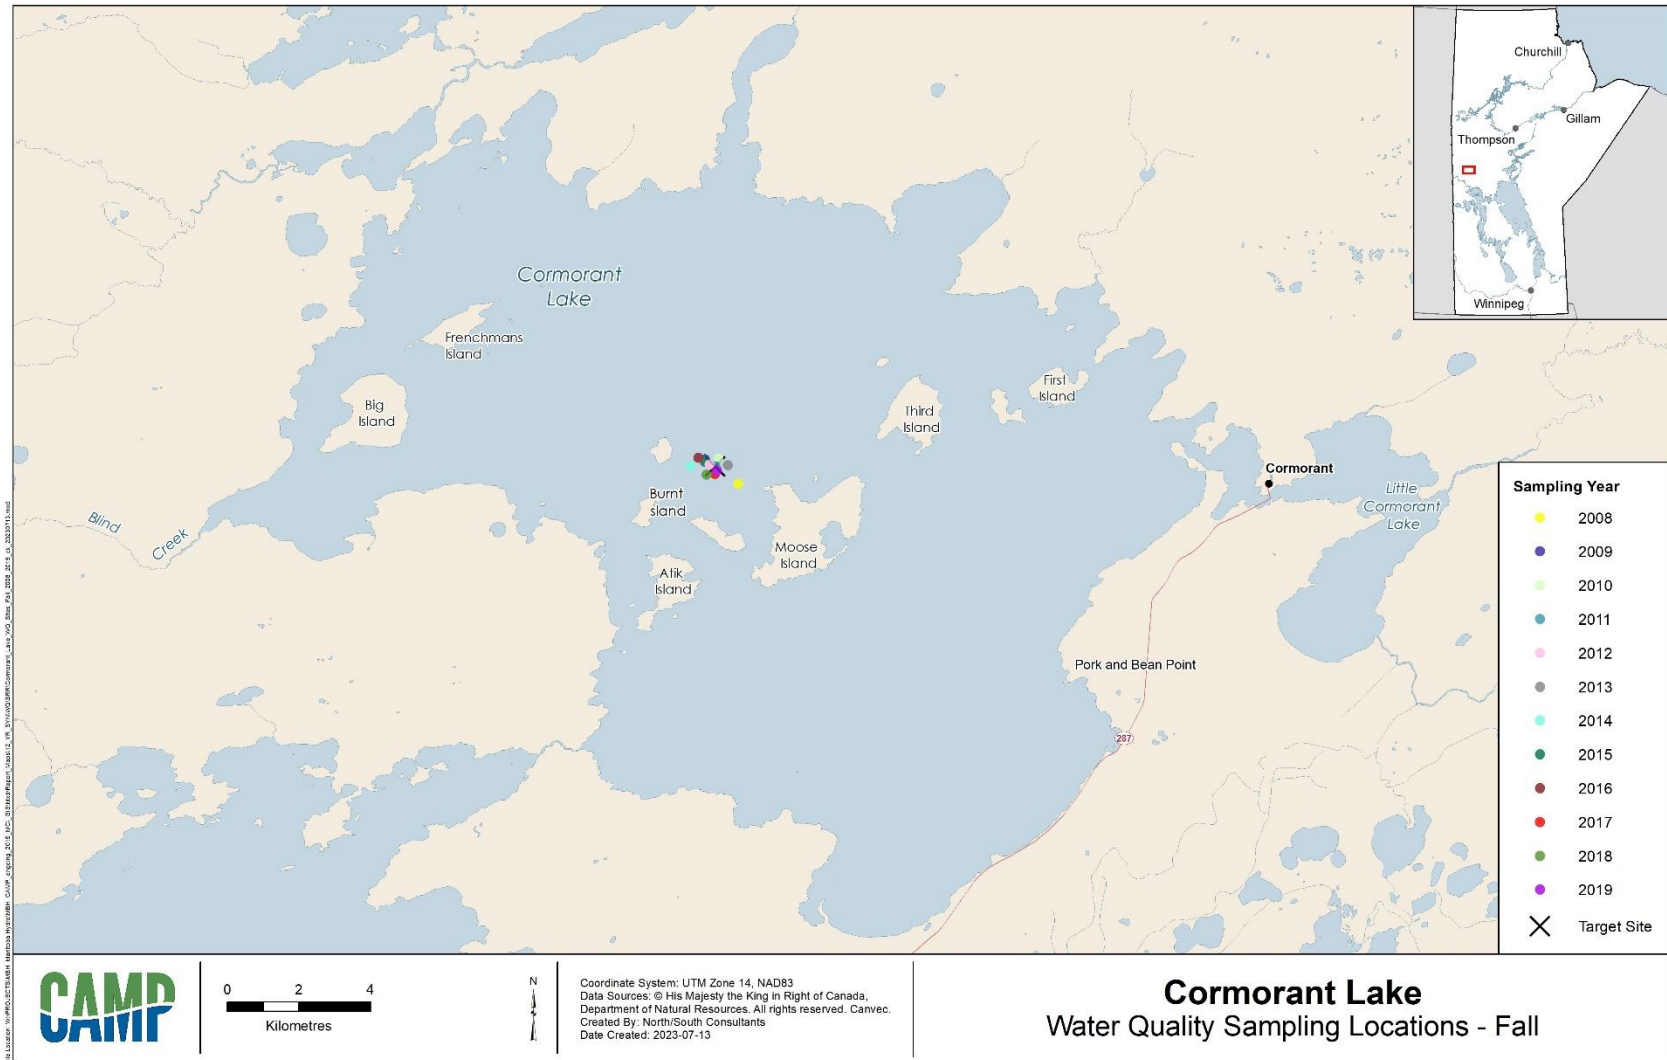 Churchill
Gillam
Thompson
Winnipeg
Cormorant
Lake
Frenchmans
Island
Big
Island
First
Island
Third
Island
Cormorant
Little
Cormorant
Lake
Burnt
sland
Blind
Creek
Moose
Island
Atik
Island
Pork and Bean Point
287
Sampling Year
2008
2009
2010
2011
2012
2013
2014
2015
2016
2017
2018
2019
Target Site
CAMP
0 2 4
Kilometres
N
Coordinate System: UTM Zone 14, NAD83
Data Sources: © His Majesty the King in Right of Canada,
Department of Natural Resources. All rights reserved. Canvec.
Created By: North/South Consultants
Date Created: 2023-07-13
Cormorant Lake
Water Quality Sampling Locations - Fall